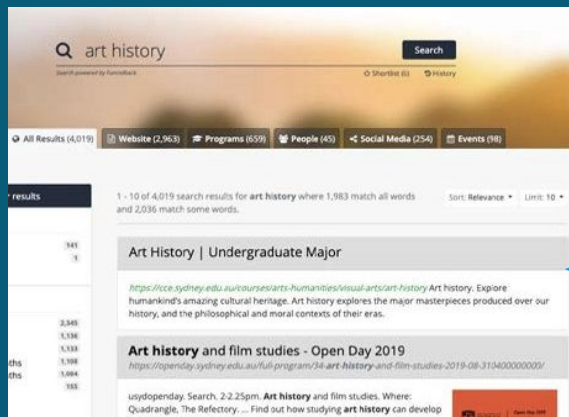 art history
Search
Search powered by Funnelback
Shortlist (6) History
All Results (4,019) Website (2,963) Programs (659) People (45) Social Media (254) Events (98)
results
1 - 10 of 4,019 search results for art history where 1,983 match all words
and 2,036 match some words.
Sort: Relevance Limit: 10
141
1
Art History | Undergraduate Major
https://cce.sydney.edu.au/courses/arts-humanities/visual-arts/art-history Art history. Explore
humankind's amazing cultural heritage. Art history explores the major masterpieces produced over our
history, and the philosophical and moral contexts of their eras.
2,345
1,136
1,133
ths 1,108
ths 1,084
155
Art history and film studies - Open Day 2019
https://openday.sydney.edu.au/full-program/34-art-history-and-film-studies-2019-08-310400000000/
usydopenday. Search. 2-2.25pm. Art history and film studies. Where:
Quadrangle, The Refectory. ... Find out how studying art history can develop
Open Day 2019